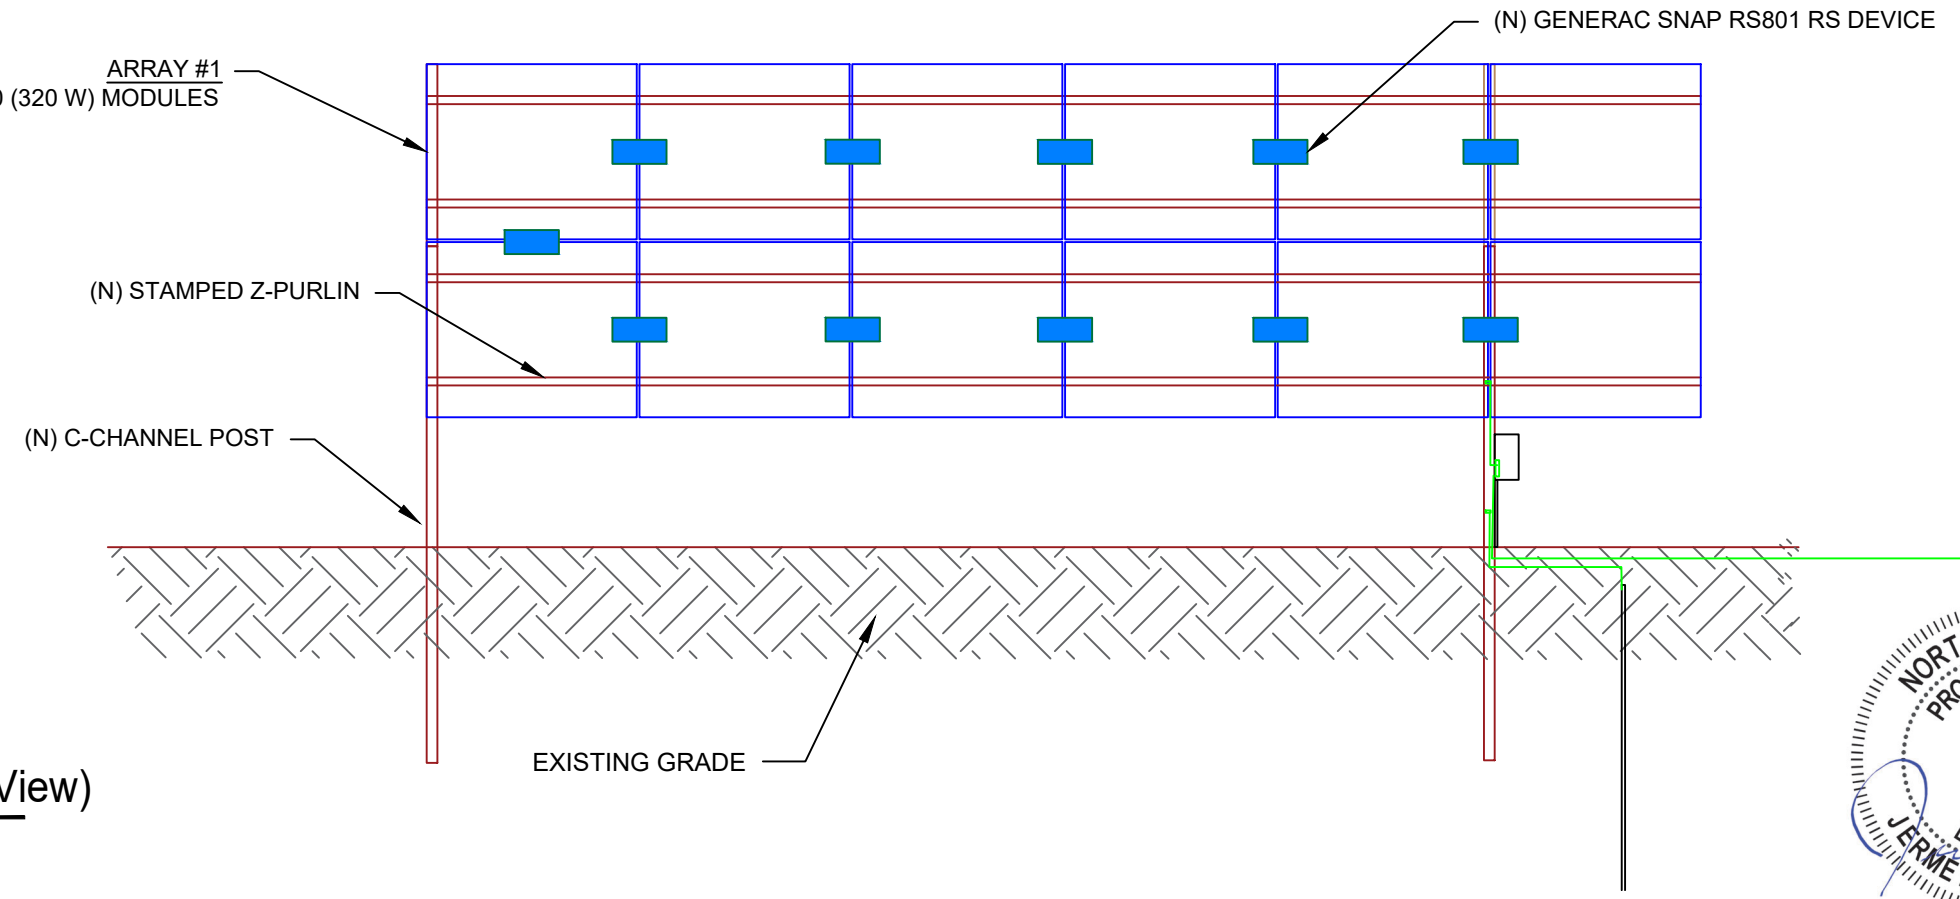 (N) GENERAC SNAP RS801 RS DEVICE
ARRAY #1
(320 W) MODULES
(N) STAMPED Z-PURLIN
(N) C-CHANNEL POST
EXISTING GRADE
View)